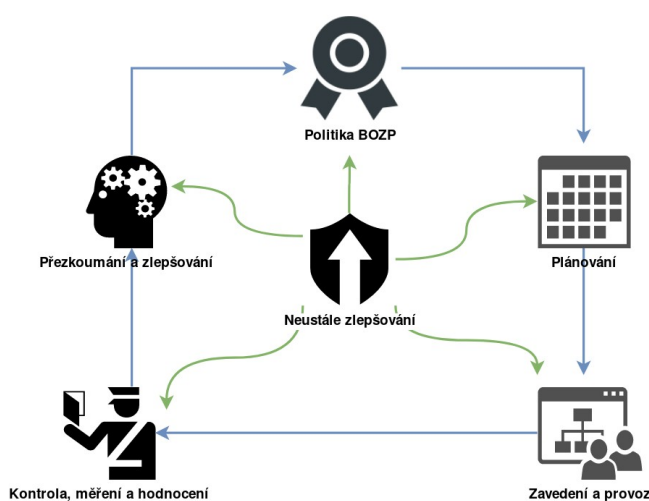 Politika BOZP
Přezkoumání a zlepšování
Plánování
Neustále zlepšování
Kontrola, měření a hodnocení
Zavedení a provoz